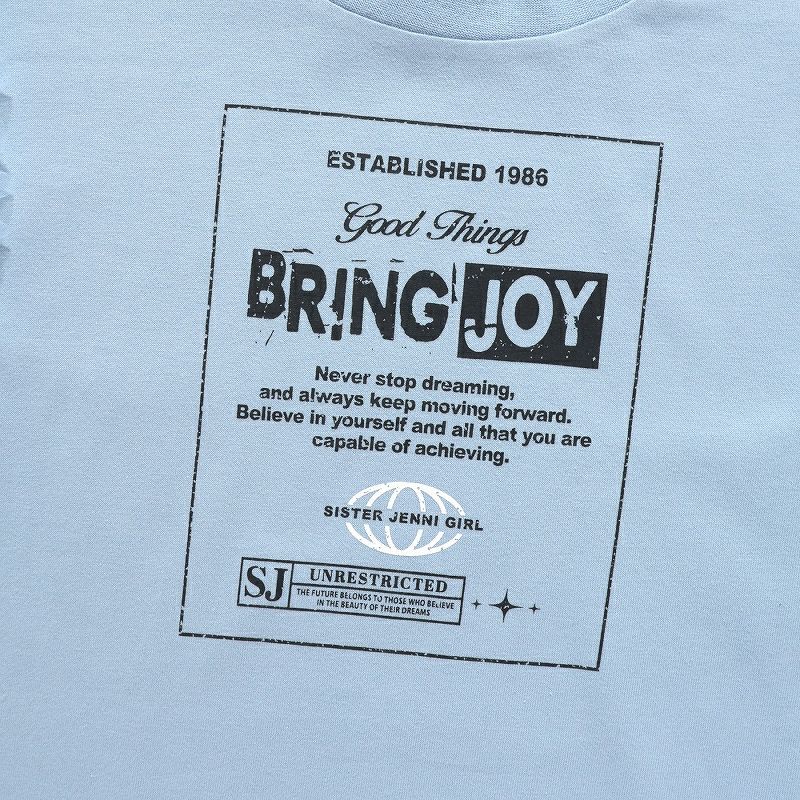 ESTABLISHED 1986
Good Things
BRING JOY
Never stop dreaming,
and always keep moving forward.
Believe in yourself and all that you are
capable of achieving.
SISTER JENNI GIRL
SJ UNRESTRICTED
THE FUTURE BELONGS TO THOSE WHO BELIEVE
IN THE BEAUTY OF THEIR DREAMS